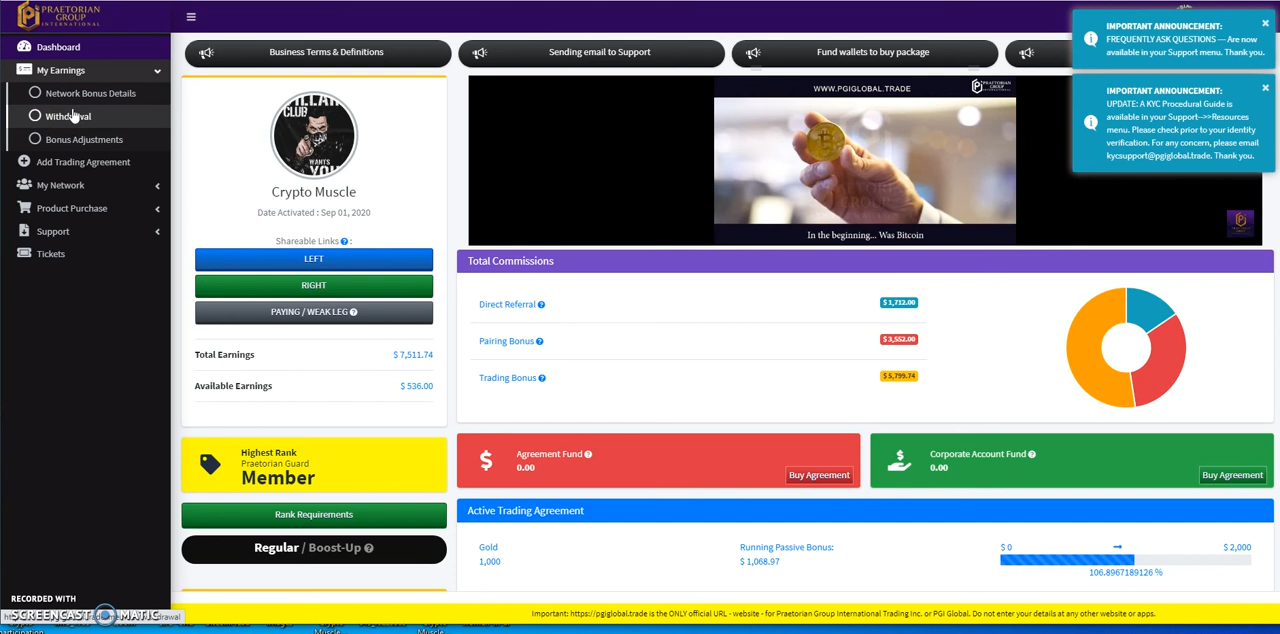 PRAETORIAN
GROUP
INTERNATIONAL
Dashboard
My Earnings
Network Bonus Details
Withdrawal
Bonus Adjustments
Add Trading Agreement
My Network
Product Purchase
Support
Tickets
RECORDED WITH
SCREENCAST MATIC
Business Terms & Definitions
Sending email to Support
Fund wallets to buy package
IMPORTANT ANNOUNCEMENT:
FREQUENTLY ASK QUESTIONS — Are now
available in your Support menu. Thank you.
IMPORTANT ANNOUNCEMENT:
UPDATE: A KYC Procedural Guide is
available in your Support-->>Resources
menu. Please check prior to your identity
verification. For any concern, please email
kycsupport@pgiglobal.trade. Thank you.
WANTS
Crypto Muscle
Date Activated : Sep 01, 2020
Shareable Links ? :
LEFT
RIGHT
PAYING / WEAK LEG ?
Total Earnings $ 7,511.74
Available Earnings $ 536.00
WWW.PGIGLOBAL.TRADE
PRAETORIAN
GROUP
In the beginning... Was Bitcoin
Total Commissions
Direct Referral ? $ 1,712.00
Pairing Bonus ? $ 3,552.00
Trading Bonus ? $ 5,799.74
Highest Rank
Praetorian Guard
Member
Rank Requirements
Regular / Boost-Up ?
Agreement Fund ?
0.00
Buy Agreement
Corporate Account Fund ?
0.00
Buy Agreement
Active Trading Agreement
Gold
1,000
Running Passive Bonus:
$ 1,068.97
$ 0 → $ 2,000
106.8967189126 %
Important: https://pgiglobal.trade is the ONLY official URL - website - for Praetorian Group International Trading Inc. or PGI Global. Do not enter your details at any other website or apps.
Muscle
Muscle